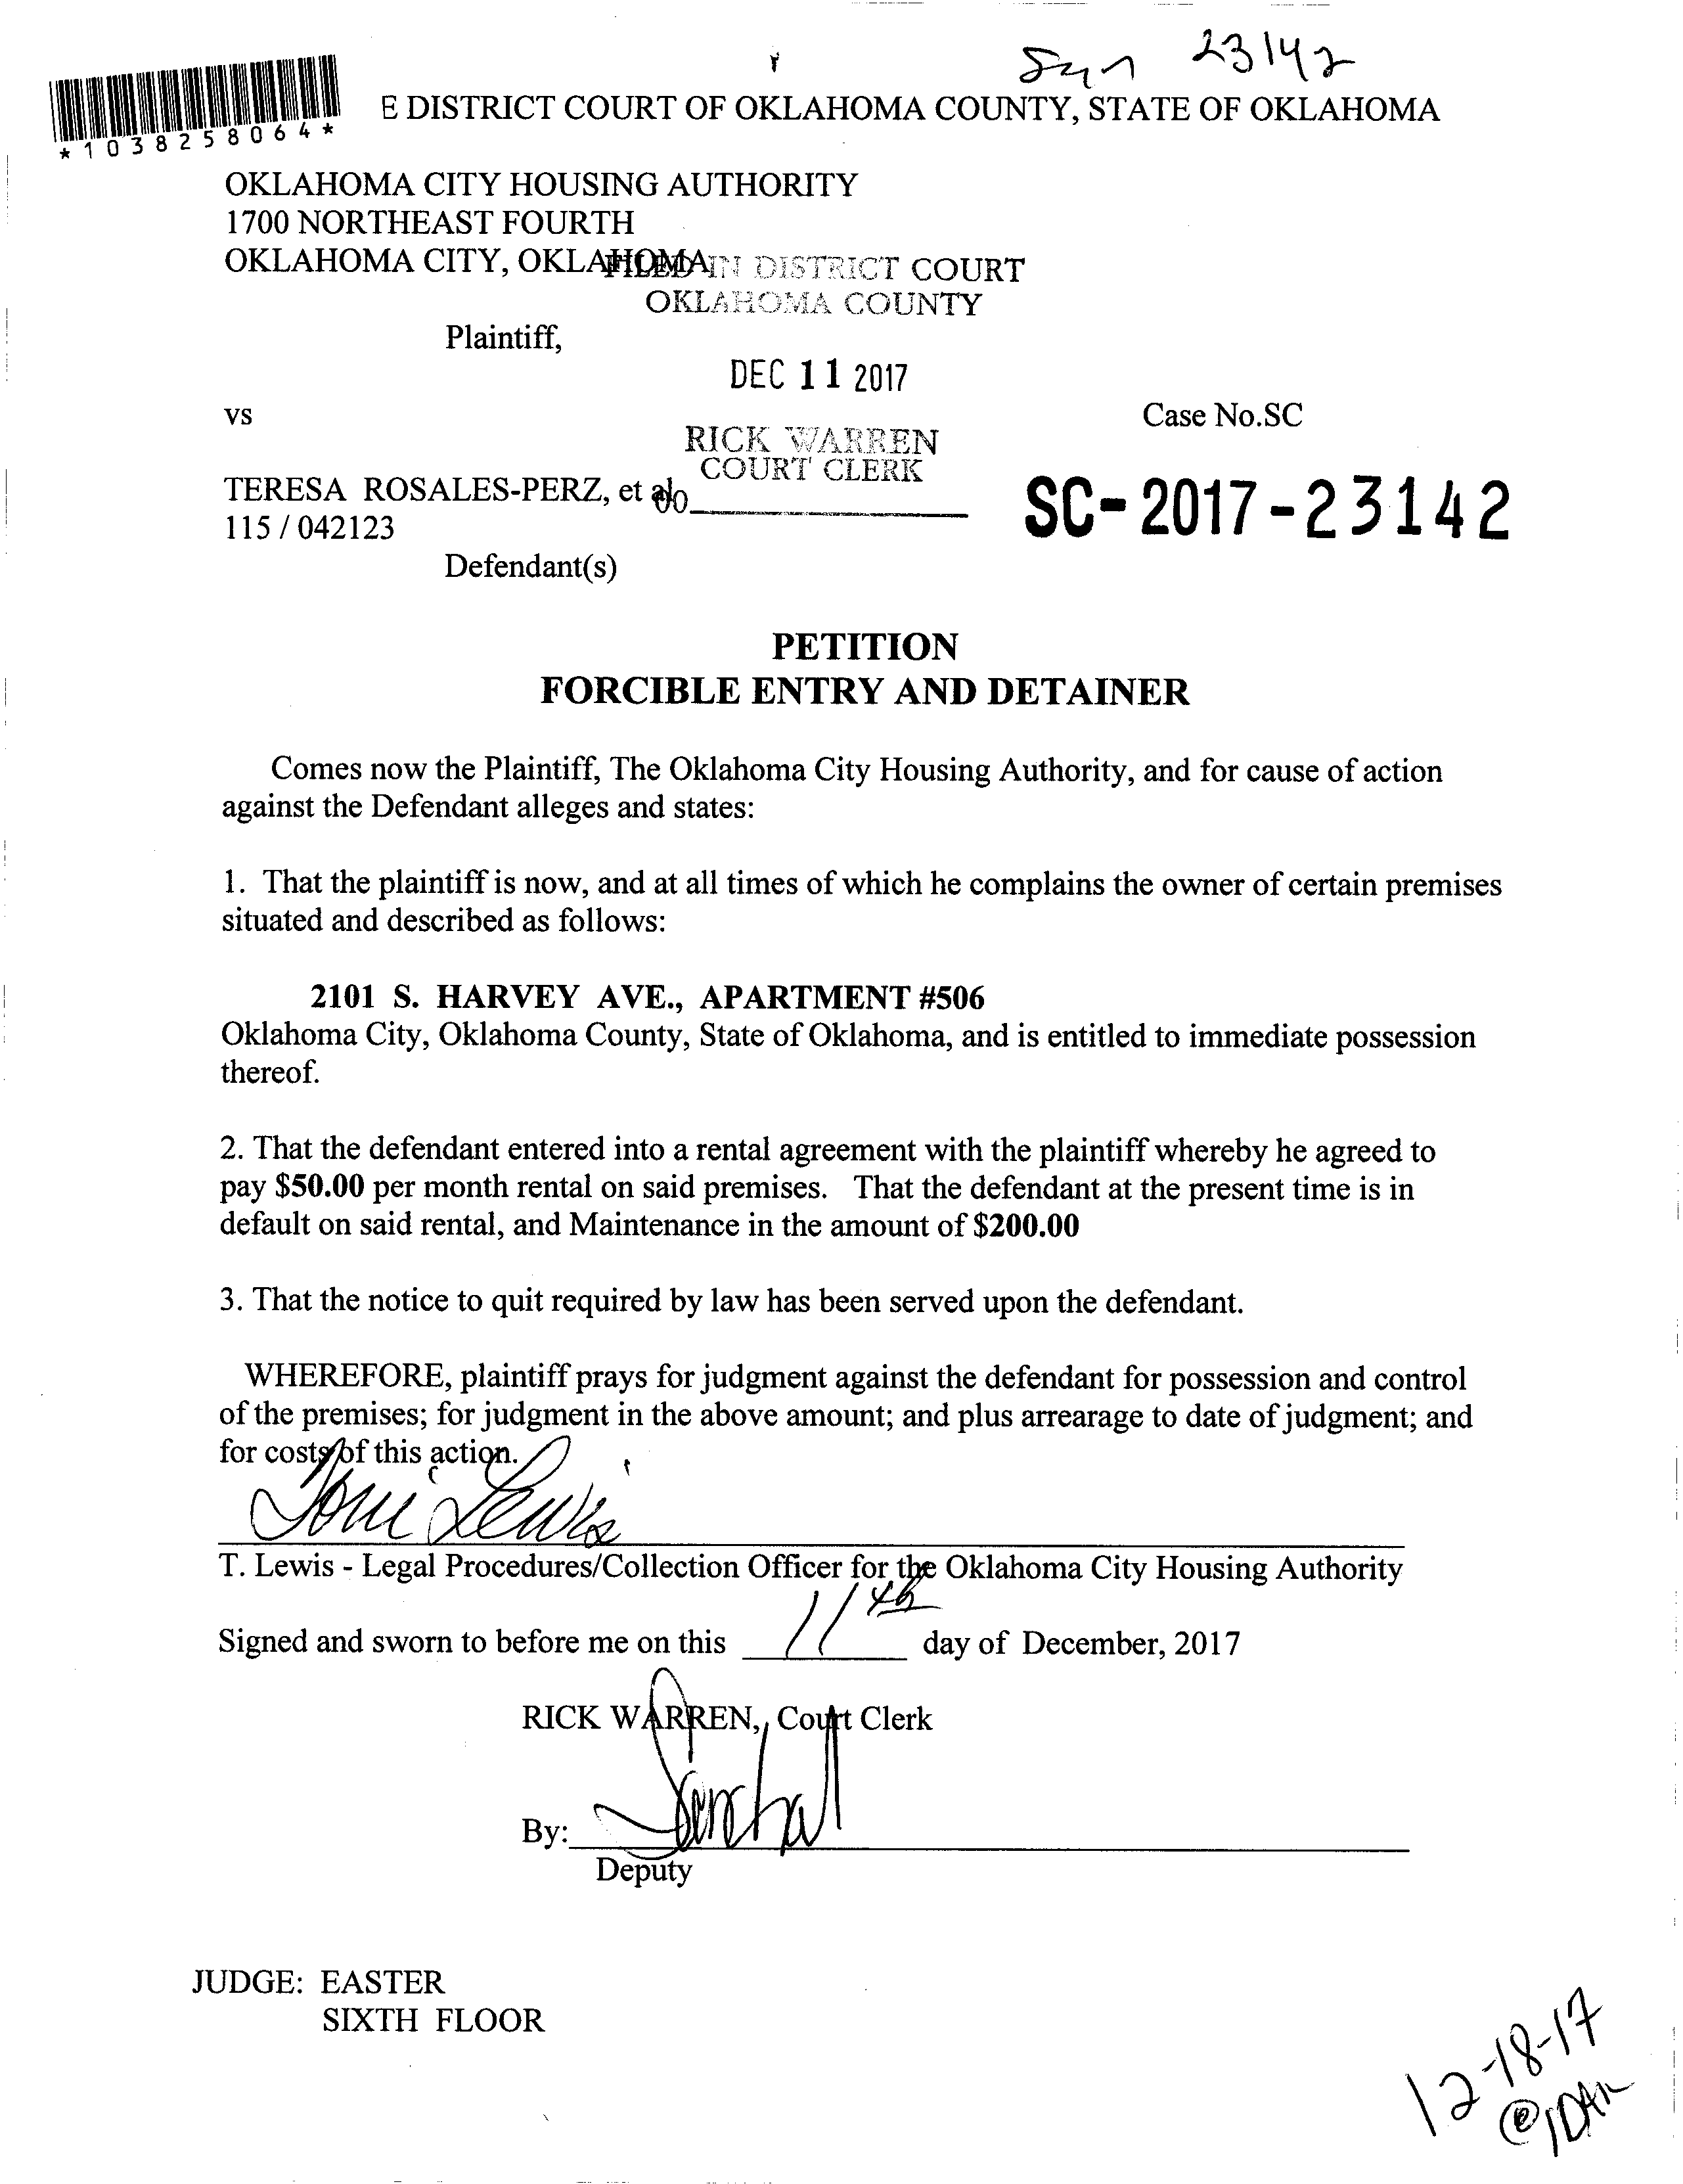 23142
E DISTRICT COURT OF OKLAHOMA COUNTY, STATE OF OKLAHOMA
*1038258064*
OKLAHOMA CITY HOUSING AUTHORITY
1700 NORTHEAST FOURTH
OKLAHOMA CITY, OKLAHOMA
FILED IN DISTRICT COURT
OKLAHOMA COUNTY
Plaintiff,
DEC 11 2017
vs
Case No.SC
RICK WARREN
COURT CLERK
TERESA ROSALES-PERZ, et al
SC-2017-23142
115 / 042123
Defendant(s)
PETITION
FORCIBLE ENTRY AND DETAINER
Comes now the Plaintiff, The Oklahoma City Housing Authority, and for cause of action
against the Defendant alleges and states:
1. That the plaintiff is now, and at all times of which he complains the owner of certain premises
situated and described as follows:
2101 S. HARVEY AVE., APARTMENT #506
Oklahoma City, Oklahoma County, State of Oklahoma, and is entitled to immediate possession
thereof.
2. That the defendant entered into a rental agreement with the plaintiff whereby he agreed to
pay $50.00 per month rental on said premises. That the defendant at the present time is in
default on said rental, and Maintenance in the amount of $200.00
3. That the notice to quit required by law has been served upon the defendant.
WHEREFORE, plaintiff prays for judgment against the defendant for possession and control
of the premises; for judgment in the above amount; and plus arrearage to date of judgment; and
for costs of this action.
Toni Lewis
T. Lewis - Legal Procedures/Collection Officer for the Oklahoma City Housing Authority
Signed and sworn to before me on this 11th day of December, 2017
RICK WARREN, Court Clerk
By:
Deputy
JUDGE: EASTER
SIXTH FLOOR
12-18-17